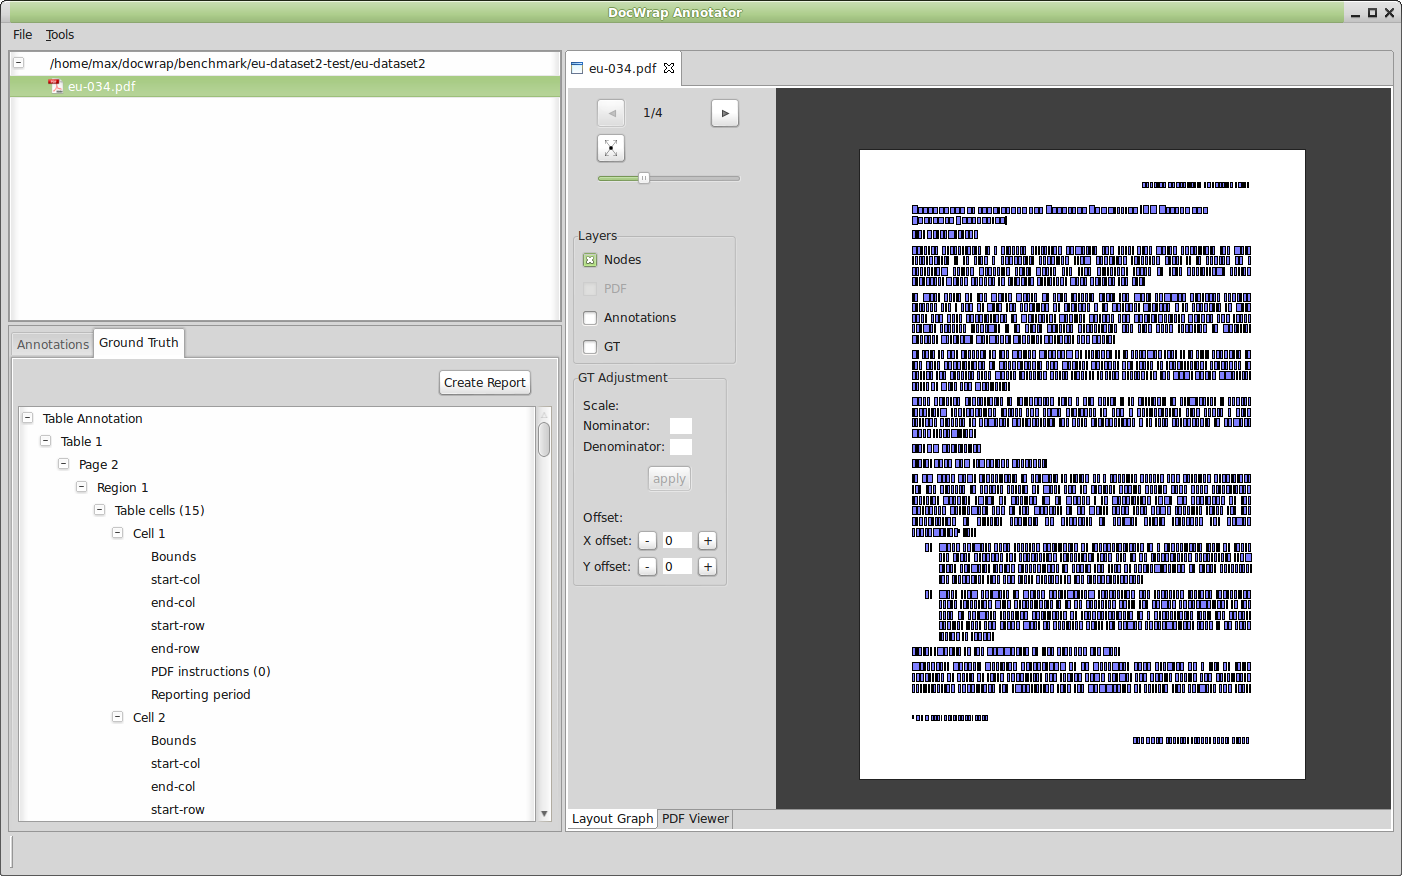 DocWrap Annotator
File Tools
/home/max/docwrap/benchmark/eu-dataset2-test/eu-dataset2
eu-034.pdf
Annotations Ground Truth
Create Report
Table Annotation
Table 1
Page 2
Region 1
Table cells (15)
Cell 1
Bounds
start-col
end-col
start-row
end-row
PDF instructions (0)
Reporting period
Cell 2
Bounds
start-col
end-col
start-row
eu-034.pdf
1/4
Layers
Nodes
PDF
Annotations
GT
GT Adjustment
Scale:
Nominator:
Denominator:
apply
Offset:
X offset: - 0 +
Y offset: - 0 +
Layout Graph PDF Viewer